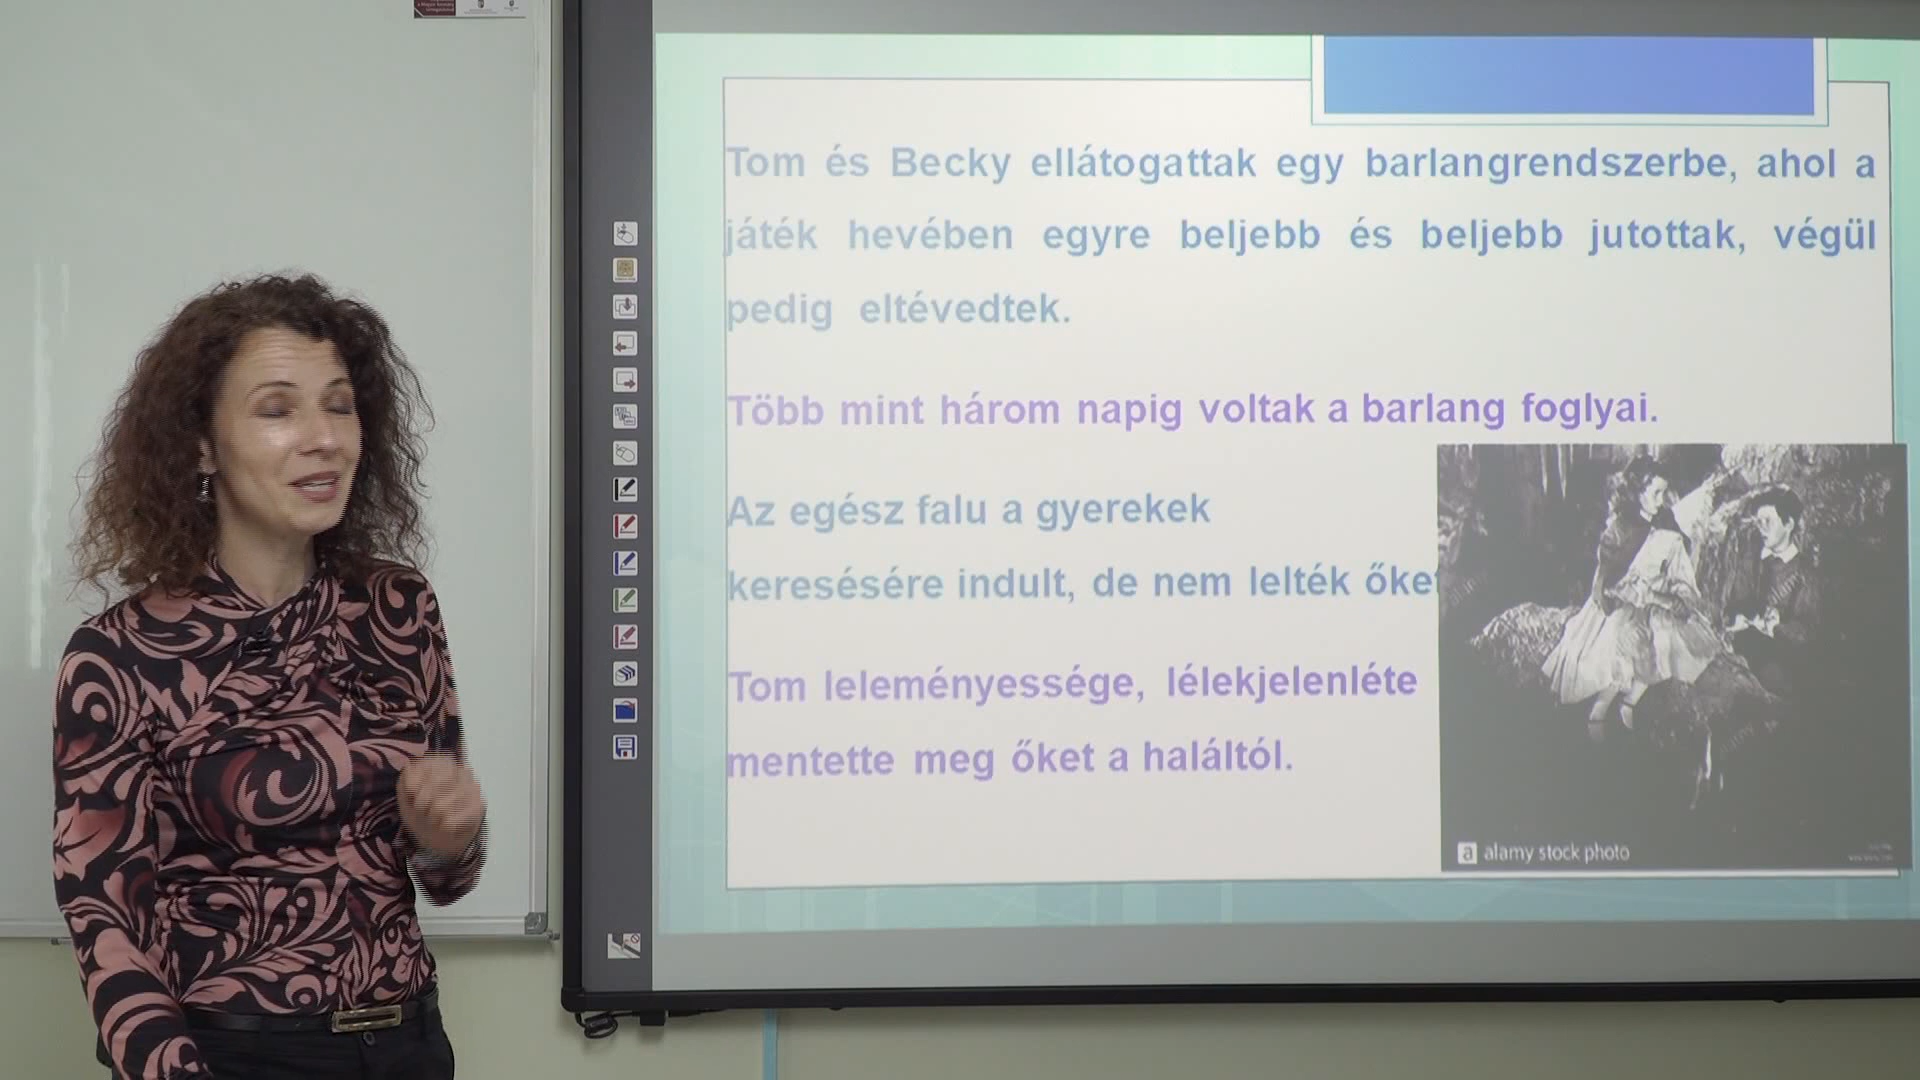 Tom és Becky ellátogattak egy barlangrendszerbe, ahol a
játék hevében egyre beljebb és beljebb jutottak, végül
pedig eltévedtek.
Több mint három napig voltak a barlang foglyai.
Az egész falu a gyerekek
keresésére indult, de nem lelték őket
Tom leleményessége, lélekjelenléte
mentette meg őket a haláltól.
a alamy stock photo